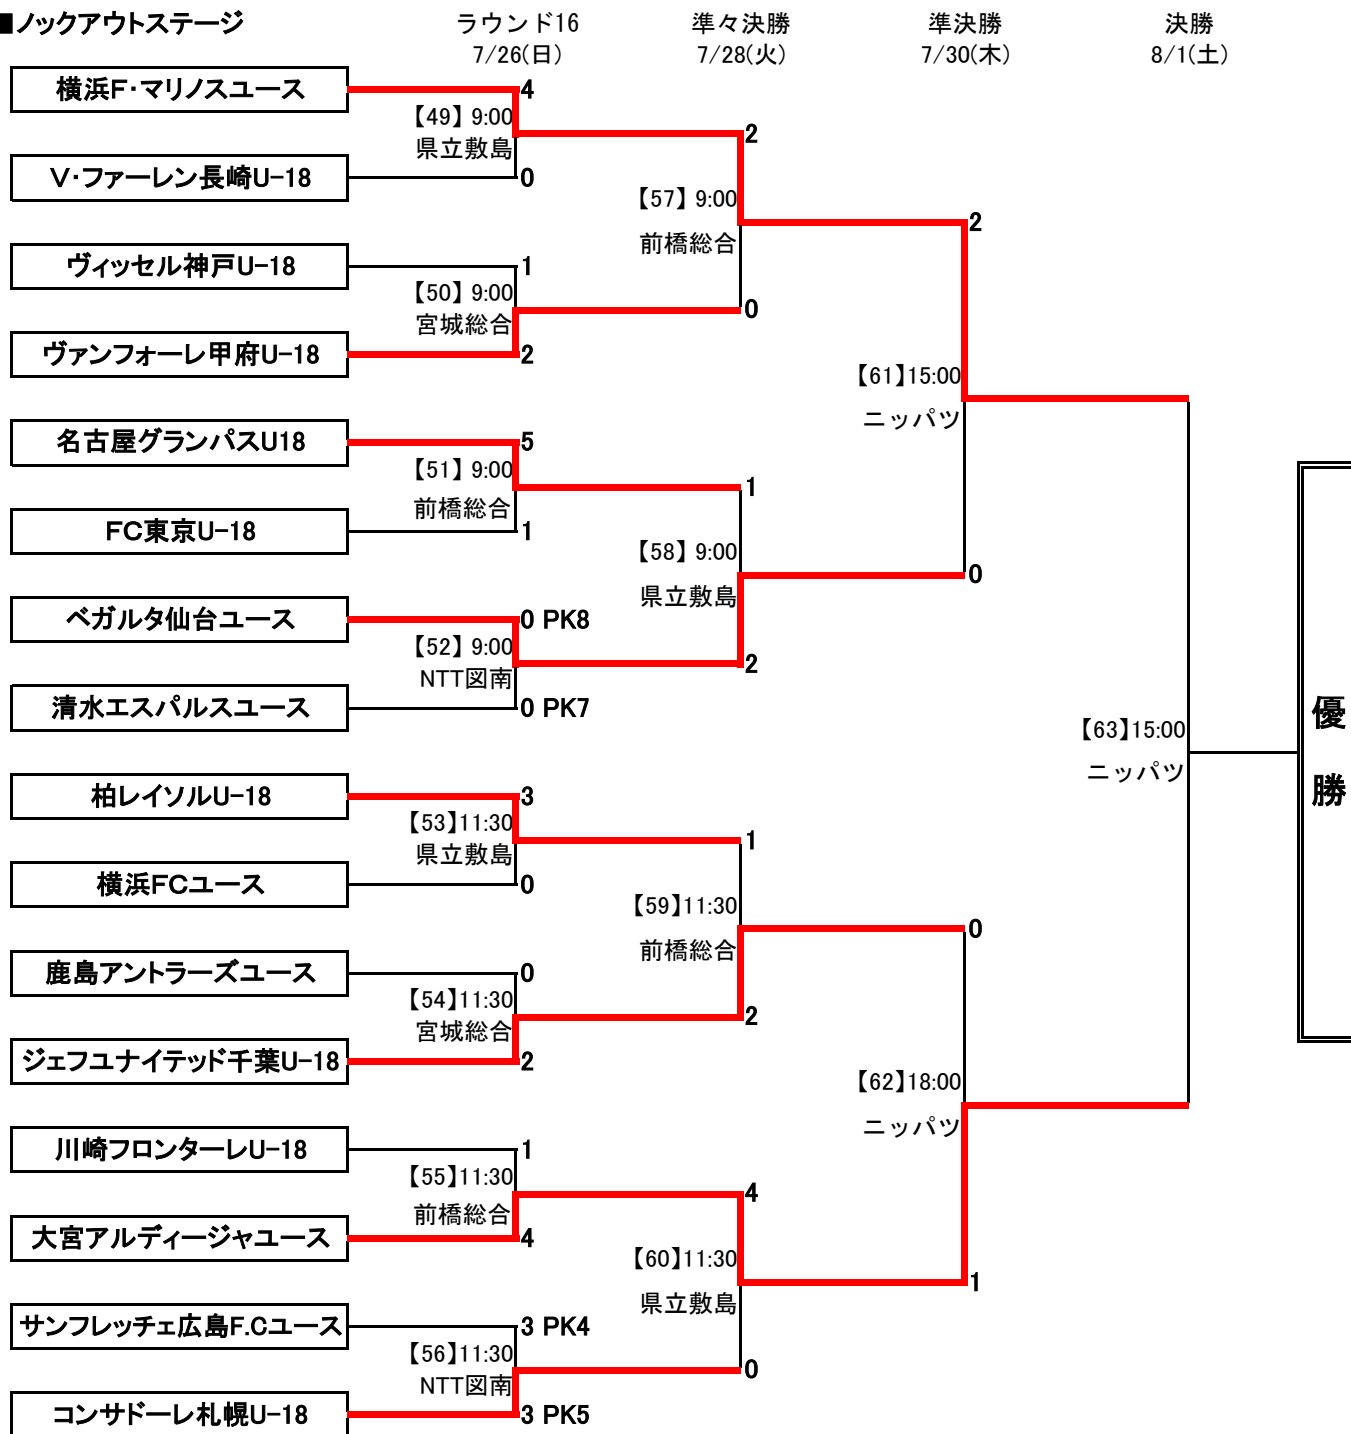 ■ノックアウトステージ
ラウンド16 準々決勝 準決勝 決勝
7/26(日) 7/28(火) 7/30(木) 8/1(土)
横浜F・マリノスユース 4
【49】 9:00
県立敷島
2
V・ファーレン長崎U-18 0
【57】 9:00
前橋総合
2
ヴィッセル神戸U-18 1
【50】 9:00
宮城総合
0
ヴァンフォーレ甲府U-18 2
【61】15:00
ニッパツ
名古屋グランパスU18 5
【51】 9:00
前橋総合
1
FC東京U-18 1
【58】 9:00
県立敷島
0
ベガルタ仙台ユース 0 PK8
【52】 9:00
NTT図南
2
清水エスパルスユース 0 PK7
【63】15:00
ニッパツ
優
勝
柏レイソルU-18 3
【53】11:30
県立敷島
1
横浜FCユース 0
【59】11:30
前橋総合
0
鹿島アントラーズユース 0
【54】11:30
宮城総合
2
ジェフユナイテッド千葉U-18 2
【62】18:00
ニッパツ
川崎フロンターレU-18 1
【55】11:30
前橋総合
4
大宮アルディージャユース 4
【60】11:30
県立敷島
1
サンフレッチェ広島F.Cユース 3 PK4
【56】11:30
NTT図南
0
コンサドーレ札幌U-18 3 PK5